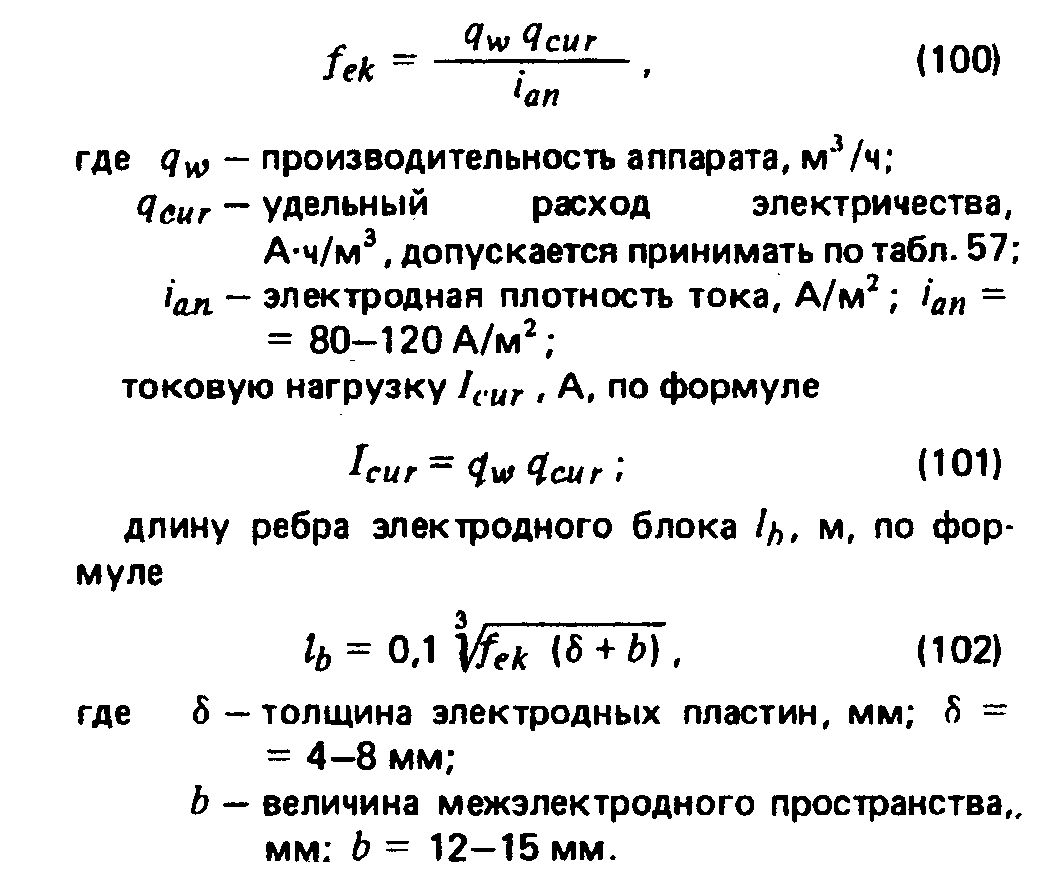 f_ek = q_w q_cur / i_an , (100)
где q_w — производительность аппарата, м³/ч;
q_cur — удельный расход электричества,
А·ч/м³, допускается принимать по табл. 57;
i_an — электродная плотность тока, А/м²; i_an =
= 80—120 А/м²;
токовую нагрузку I_cur , А, по формуле
I_cur = q_w q_cur ; (101)
длину ребра электродного блока l_b, м, по фор-
муле
l_b = 0,1 ∛(f_ek (δ + b)) , (102)
где δ — толщина электродных пластин, мм; δ =
= 4—8 мм;
b — величина межэлектродного пространства,
мм: b = 12—15 мм.